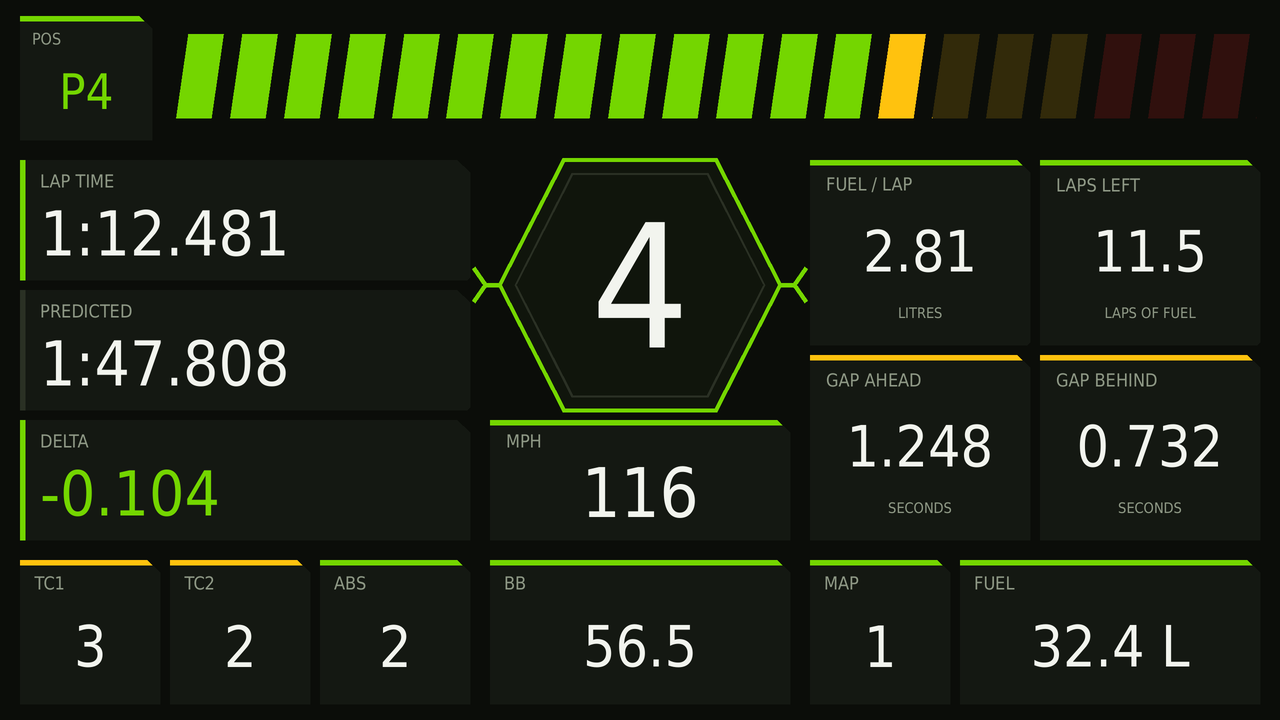 POS
P4
LAP TIME
1:12.481
PREDICTED
1:47.808
DELTA
-0.104
4
MPH
116
FUEL / LAP
2.81
LITRES
LAPS LEFT
11.5
LAPS OF FUEL
GAP AHEAD
1.248
SECONDS
GAP BEHIND
0.732
SECONDS
TC1
3
TC2
2
ABS
2
BB
56.5
MAP
1
FUEL
32.4 L